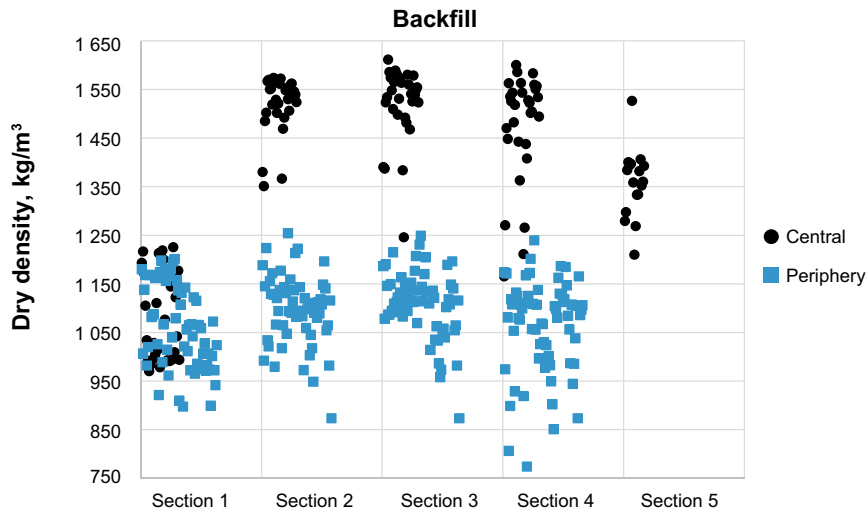 Backfill
Dry density, kg/m³
1 650
1 550
1 450
1 350
1 250
1 150
1 050
950
850
750
Section 1
Section 2
Section 3
Section 4
Section 5
Central
Periphery